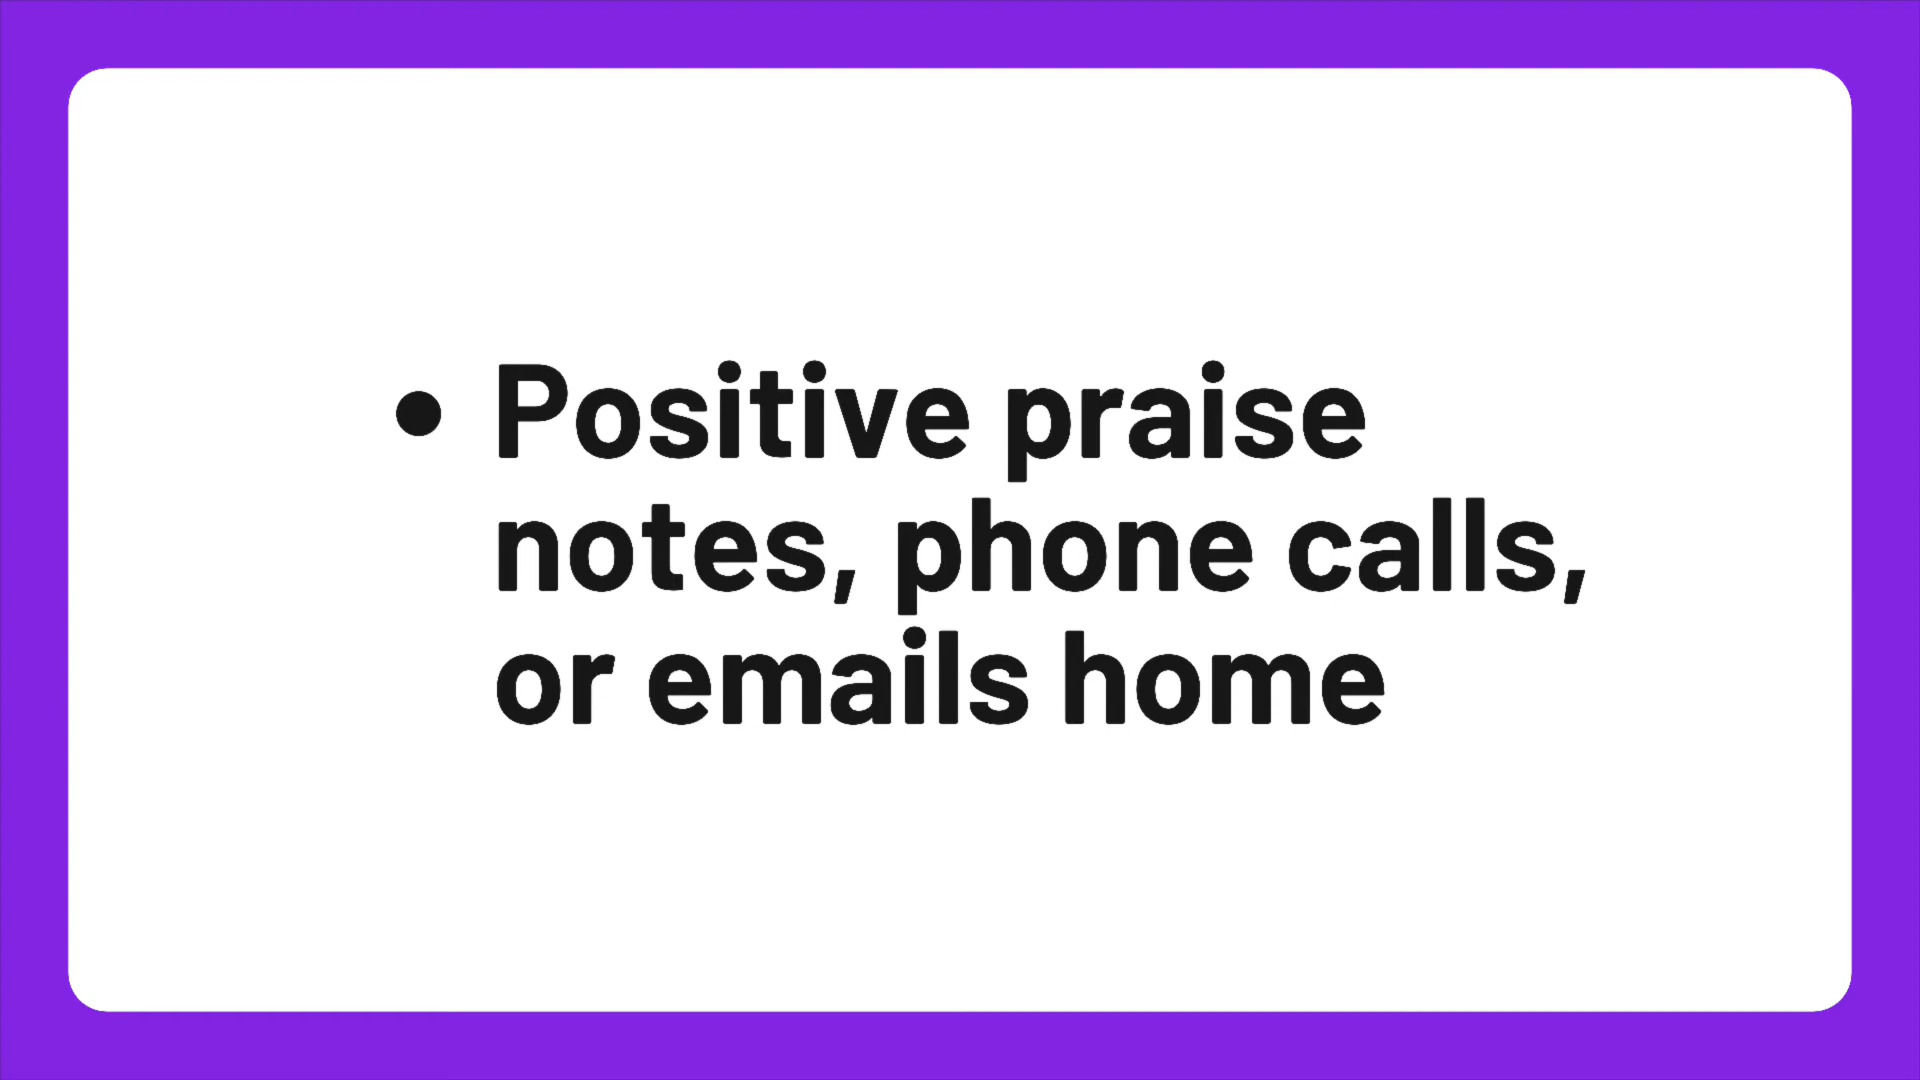 • Positive praise
notes, phone calls,
or emails home